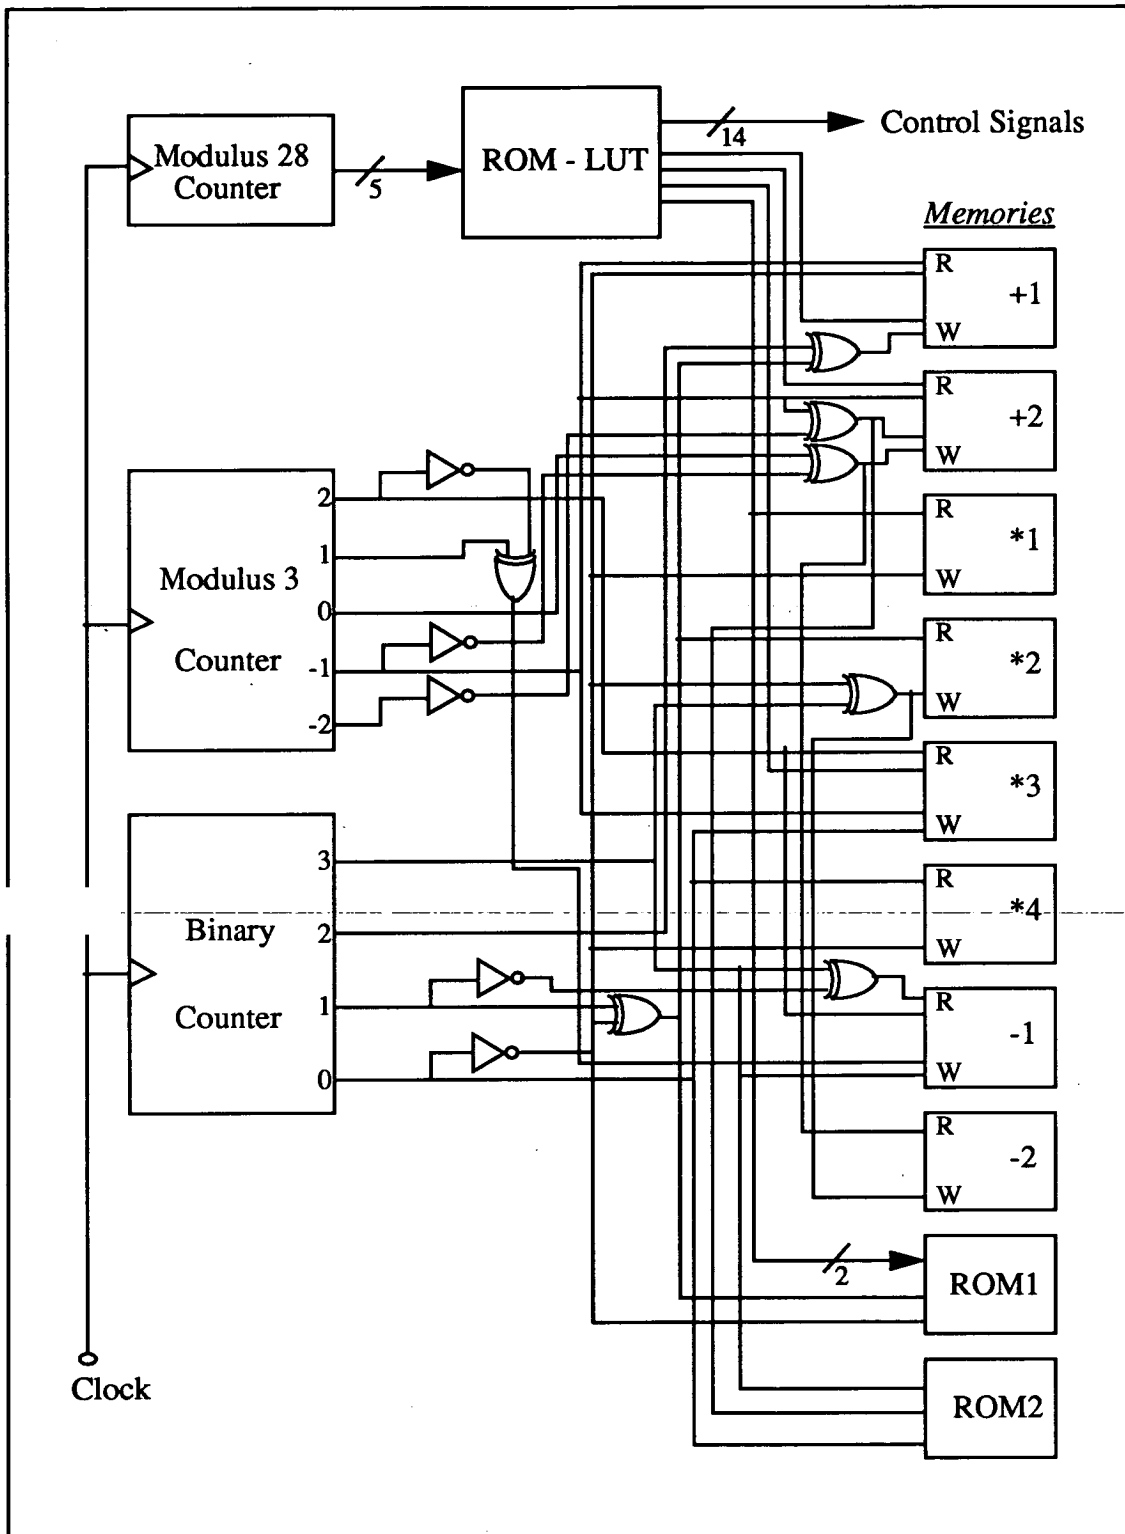 Modulus 28
Counter
5
ROM - LUT
14
Control Signals
Memories
R
+1
W
R
+2
W
R
*1
W
R
*2
W
R
*3
W
R
*4
W
R
-1
W
R
-2
W
2
ROM1
ROM2
2
1
Modulus 3
0
Counter
-1
-2
3
Binary
2
1
Counter
0
Clock